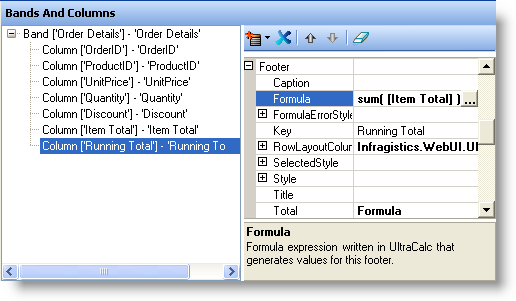 Bands And Columns
Band ['Order Details'] - 'Order Details'
Column ['OrderID'] - 'OrderID'
Column ['ProductID'] - 'ProductID'
Column ['UnitPrice'] - 'UnitPrice'
Column ['Quantity'] - 'Quantity'
Column ['Discount'] - 'Discount'
Column ['Item Total'] - 'Item Total'
Column ['Running Total'] - 'Running To
Footer
Caption
Formula sum( [Item Total] ) ...
FormulaErrorStyle
Key Running Total
RowLayoutColum Infragistics.WebUI.UI
SelectedStyle
Style
Title
Total Formula
Formula
Formula expression written in UltraCalc that
generates values for this footer.